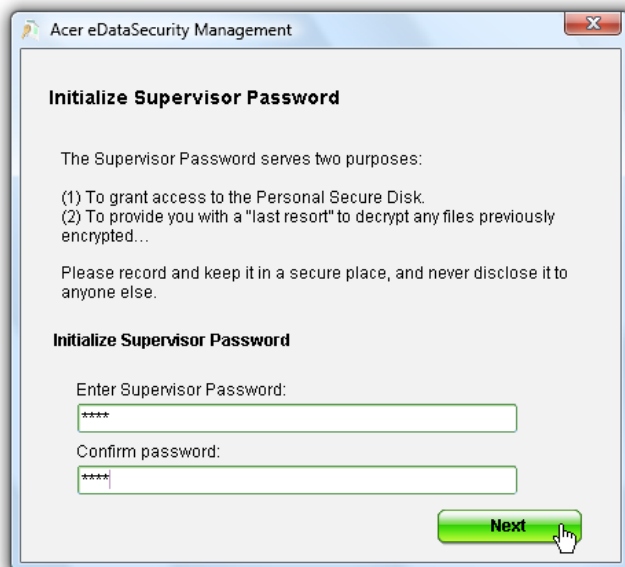 Acer eDataSecurity Management
Initialize Supervisor Password
The Supervisor Password serves two purposes:
(1) To grant access to the Personal Secure Disk.
(2) To provide you with a "last resort" to decrypt any files previously
encrypted...
Please record and keep it in a secure place, and never disclose it to
anyone else.
Initialize Supervisor Password
Enter Supervisor Password:
****
Confirm password:
****
Next